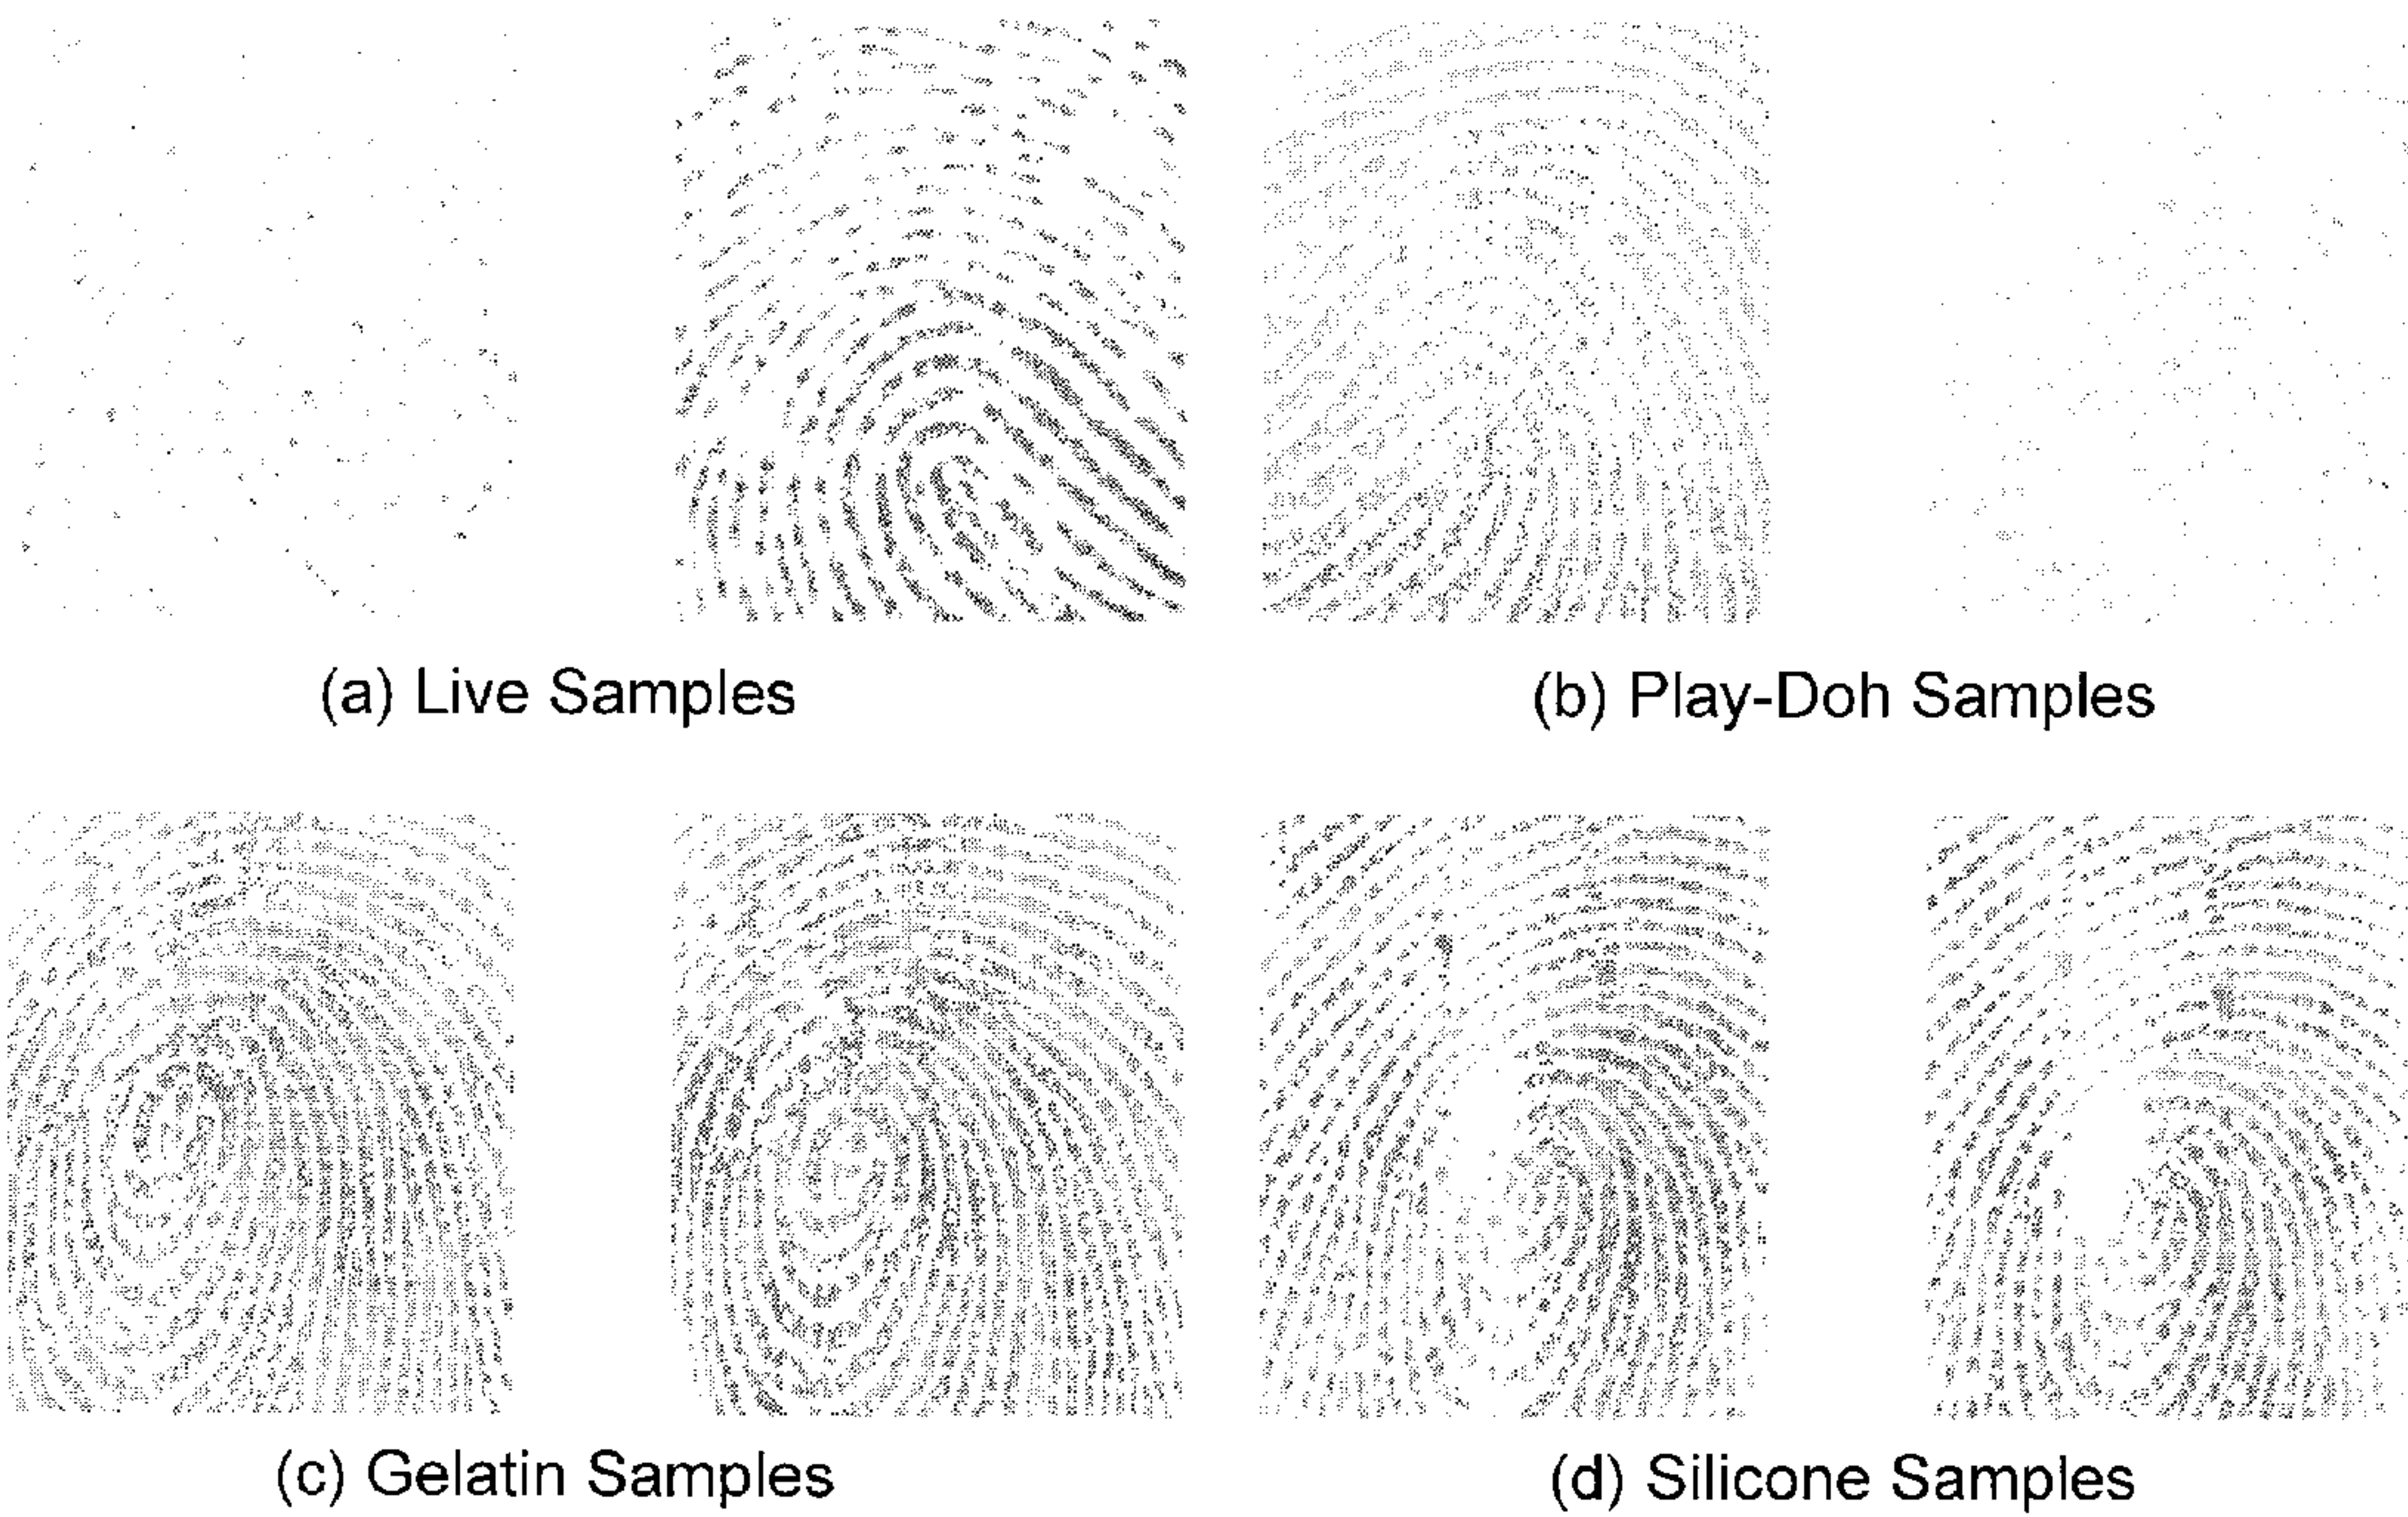 (a) Live Samples
(b) Play-Doh Samples
(c) Gelatin Samples
(d) Silicone Samples